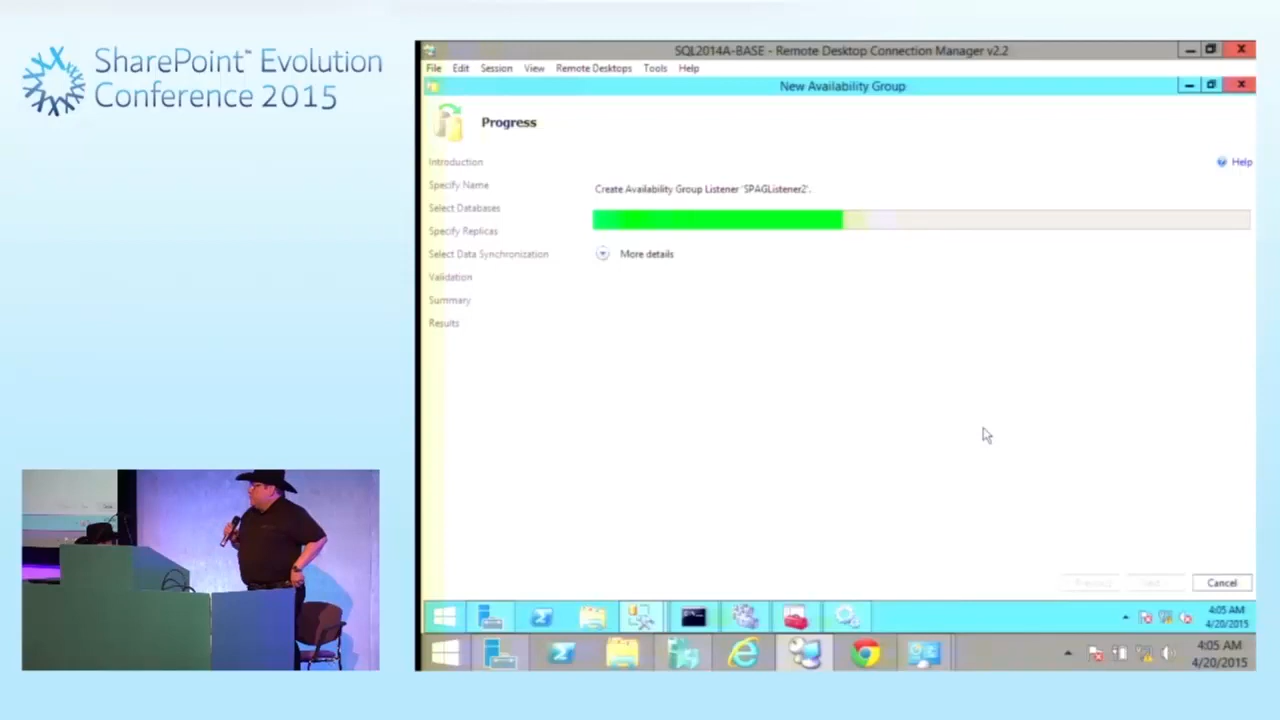 SharePoint™ Evolution
Conference 2015
SQL2014A-BASE - Remote Desktop Connection Manager v2.2
File Edit Session View Remote Desktops Tools Help
New Availability Group
Progress
Introduction
Help
Specify Name
Create Availability Group Listener 'SPAGListener2'.
Select Databases
Specify Replicas
Select Data Synchronization
More details
Validation
Summary
Results
Previous Next Cancel
4:05 AM
4/20/2015
4:05 AM
4/20/2015